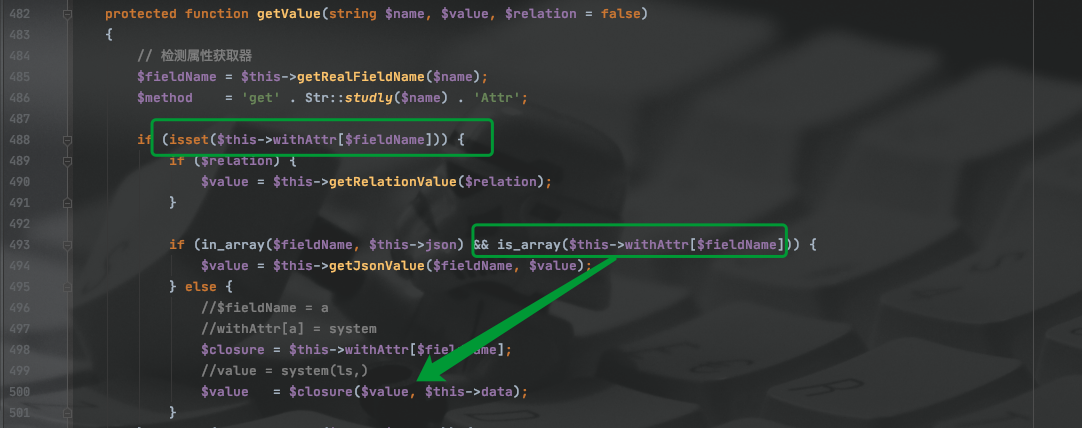 482 protected function getValue(string $name, $value, $relation = false)
483 {
484 // 检测属性获取器
485 $fieldName = $this->getRealFieldName($name);
486 $method = 'get' . Str::studly($name) . 'Attr';
487
488 if (isset($this->withAttr[$fieldName])) {
489 if ($relation) {
490 $value = $this->getRelationValue($relation);
491 }
492
493 if (in_array($fieldName, $this->json) && is_array($this->withAttr[$fieldName])) {
494 $value = $this->getJsonValue($fieldName, $value);
495 } else {
496 //$fieldName = a
497 //withAttr[a] = system
498 $closure = $this->withAttr[$fieldName];
499 //value = system(ls,)
500 $value = $closure($value, $this->data);
501 }